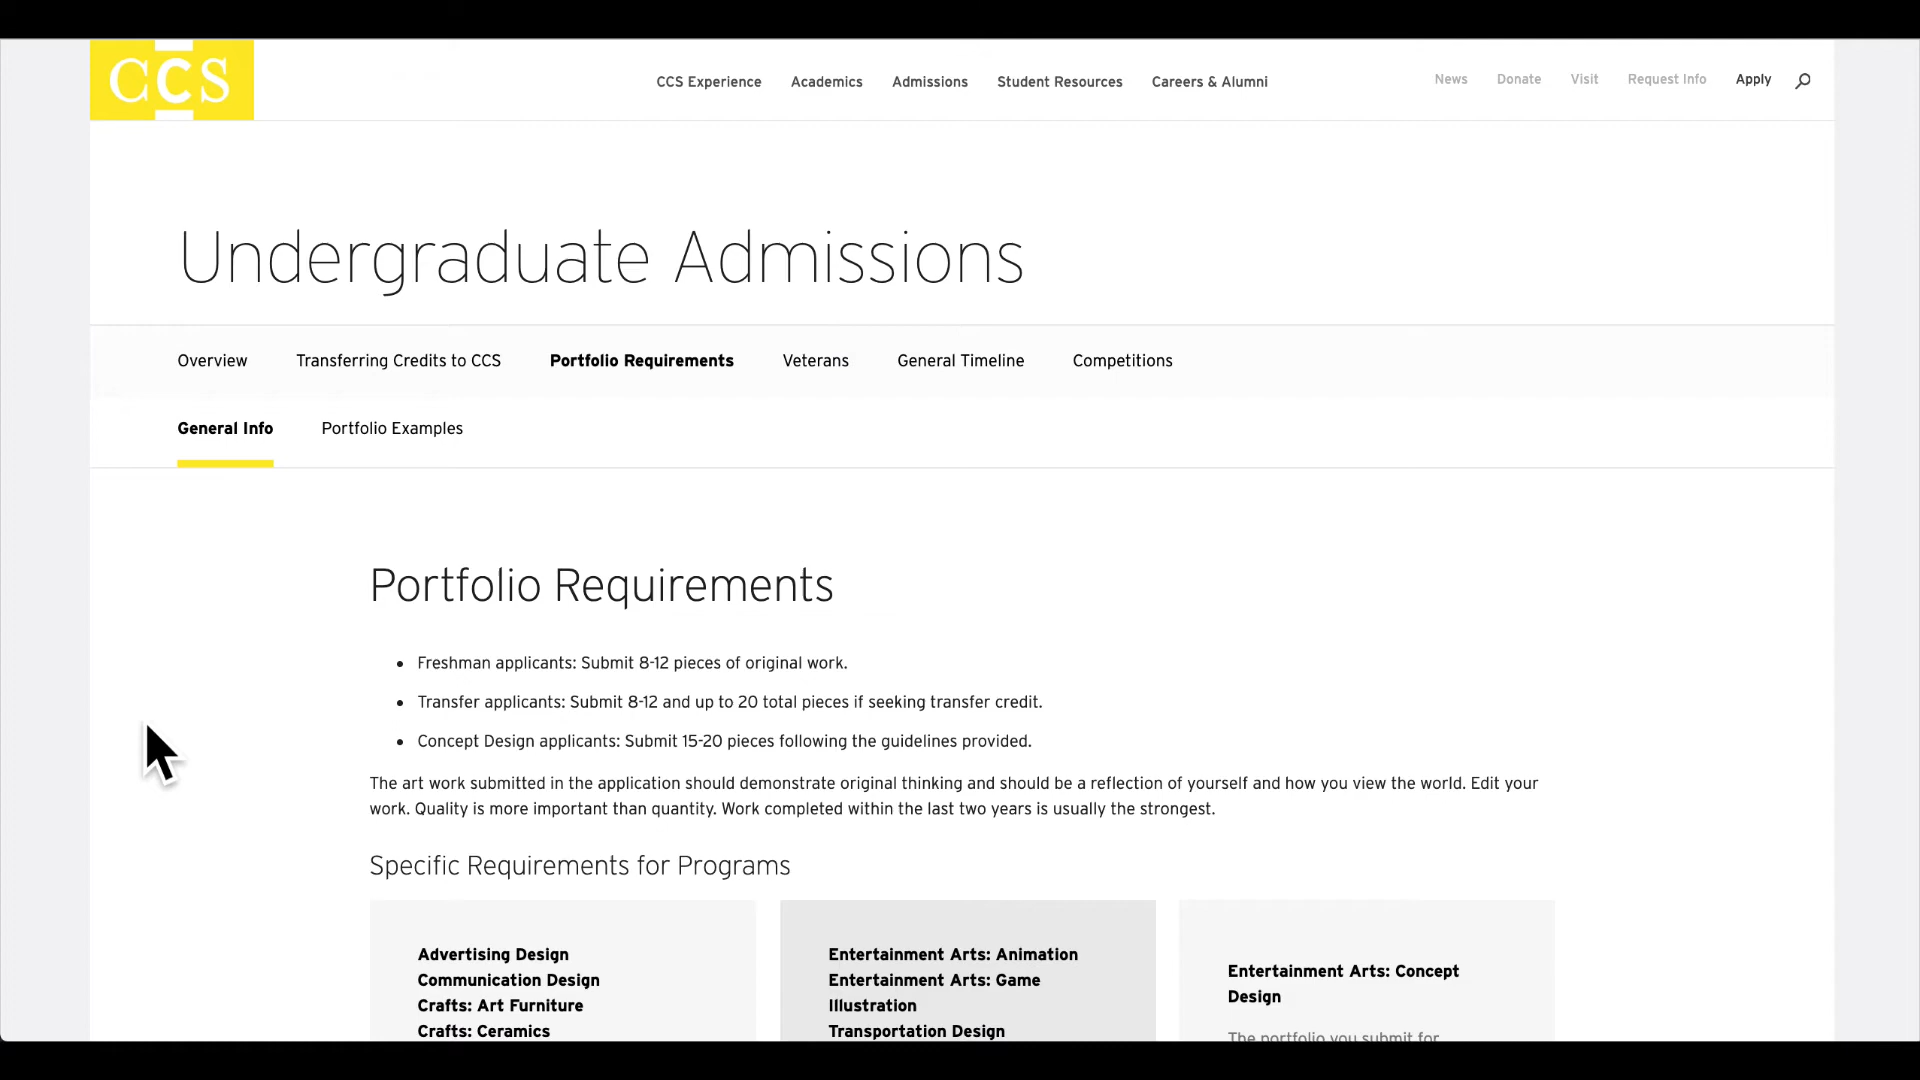 CCS
CCS Experience Academics Admissions Student Resources Careers & Alumni
News Donate Visit Request Info Apply
Undergraduate Admissions
Overview Transferring Credits to CCS Portfolio Requirements Veterans General Timeline Competitions
General Info Portfolio Examples
Portfolio Requirements
• Freshman applicants: Submit 8-12 pieces of original work.
• Transfer applicants: Submit 8-12 and up to 20 total pieces if seeking transfer credit.
• Concept Design applicants: Submit 15-20 pieces following the guidelines provided.
The art work submitted in the application should demonstrate original thinking and should be a reflection of yourself and how you view the world. Edit your
work. Quality is more important than quantity. Work completed within the last two years is usually the strongest.
Specific Requirements for Programs
Advertising Design
Communication Design
Crafts: Art Furniture
Crafts: Ceramics
Entertainment Arts: Animation
Entertainment Arts: Game
Illustration
Transportation Design
Entertainment Arts: Concept
Design
The portfolio you submit for